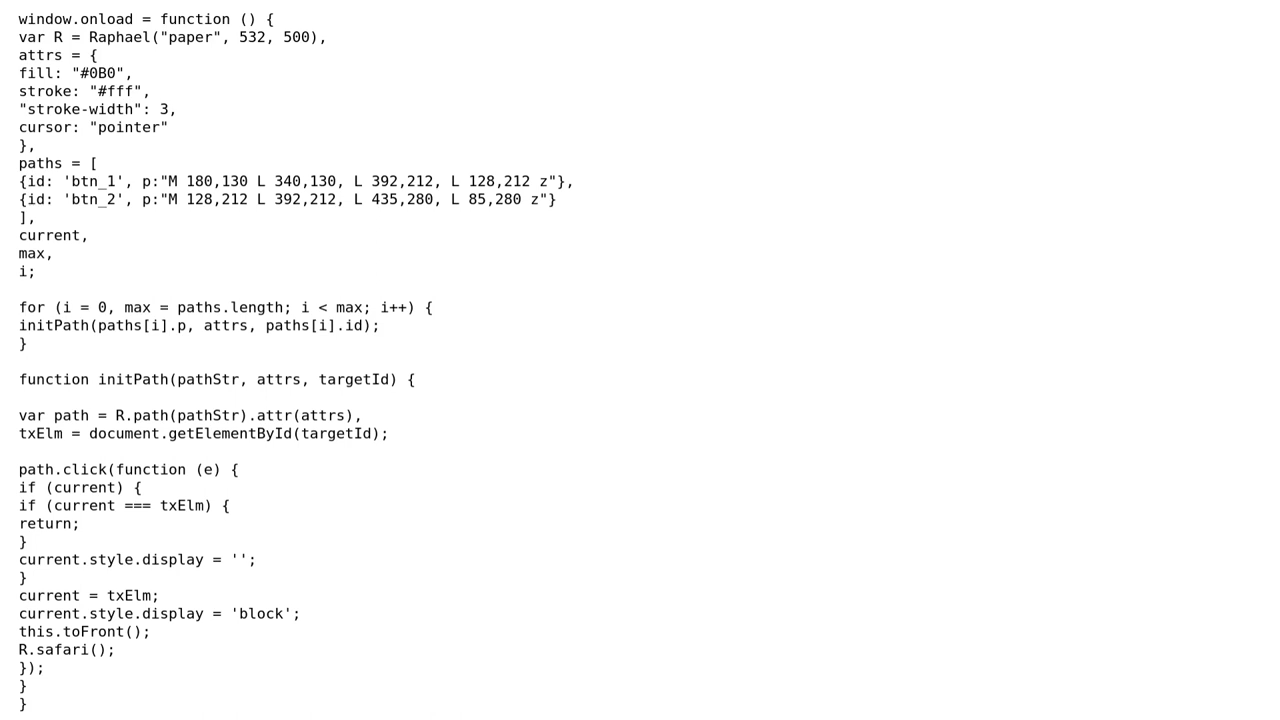 window.onload = function () {
var R = Raphael("paper", 532, 500),
attrs = {
fill: "#0B0",
stroke: "#fff",
"stroke-width": 3,
cursor: "pointer"
},
paths = [
{id: 'btn_1', p:"M 180,130 L 340,130, L 392,212, L 128,212 z"},
{id: 'btn_2', p:"M 128,212 L 392,212, L 435,280, L 85,280 z"}
],
current,
max,
i;

for (i = 0, max = paths.length; i < max; i++) {
initPath(paths[i].p, attrs, paths[i].id);
}

function initPath(pathStr, attrs, targetId) {

var path = R.path(pathStr).attr(attrs),
txElm = document.getElementById(targetId);

path.click(function (e) {
if (current) {
if (current === txElm) {
return;
}
current.style.display = '';
}
current = txElm;
current.style.display = 'block';
this.toFront();
R.safari();
});
}
}